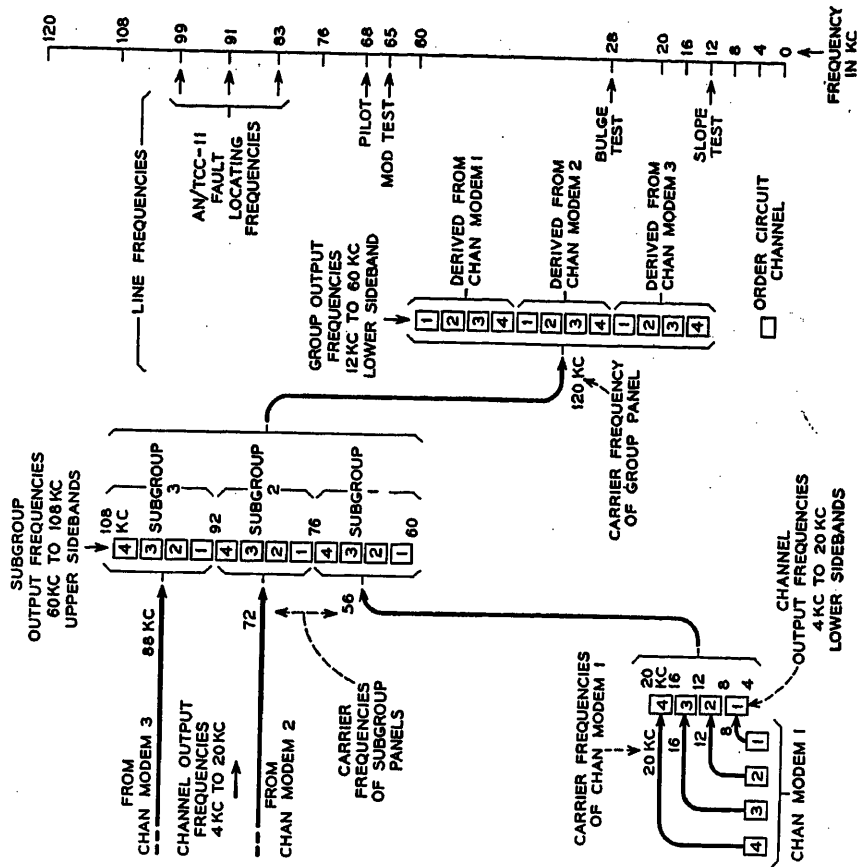 120
108
99
91
83
76
68
65
60
28
20
16
12
8
4
0
FREQUENCY
IN KC
LINE FREQUENCIES
AN/TCC-11
FAULT
LOCATING
FREQUENCIES
PILOT
MOD TEST
BULGE
TEST
SLOPE
TEST
GROUP OUTPUT
FREQUENCIES
12KC TO 60 KC
LOWER SIDEBAND
1
2
3
4
1
2
3
4
1
2
3
4
DERIVED FROM
CHAN MODEM 1
DERIVED FROM
CHAN MODEM 2
DERIVED FROM
CHAN MODEM 3
ORDER CIRCUIT
CHANNEL
120 KC
CARRIER FREQUENCY
OF GROUP PANEL
SUBGROUP
OUTPUT FREQUENCIES
60KC TO 108 KC
UPPER SIDEBANDS
108
KC
4
3
2
1
SUBGROUP
3
92
4
3
2
1
SUBGROUP
2
76
4
3
2
1
SUBGROUP
1
60
88 KC
72
56
FROM
CHAN MODEM 3
CHANNEL OUTPUT
FREQUENCIES
4KC TO 20KC
FROM
CHAN MODEM 2
CARRIER
FREQUENCIES
OF SUBGROUP
PANELS
CARRIER FREQUENCIES
OF CHAN MODEM 1
20 KC
16
12
8
4
3
2
1
20
KC
16
12
8
4
4
3
2
1
CHAN MODEM 1
CHANNEL
OUTPUT FREQUENCIES
4 KC TO 20 KC
LOWER SIDEBANDS